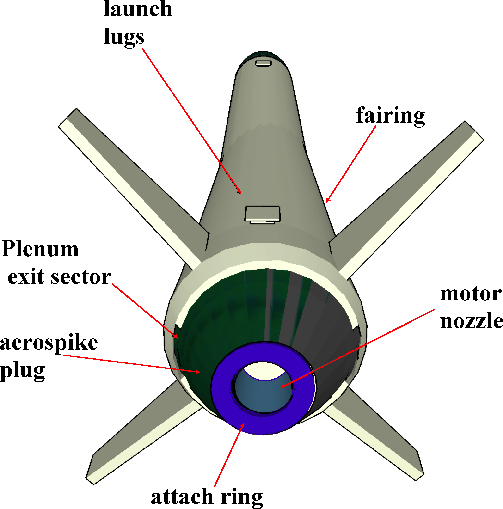 launch
lugs
fairing
Plenum
exit sector
motor
nozzle
aerospike
plug
attach ring